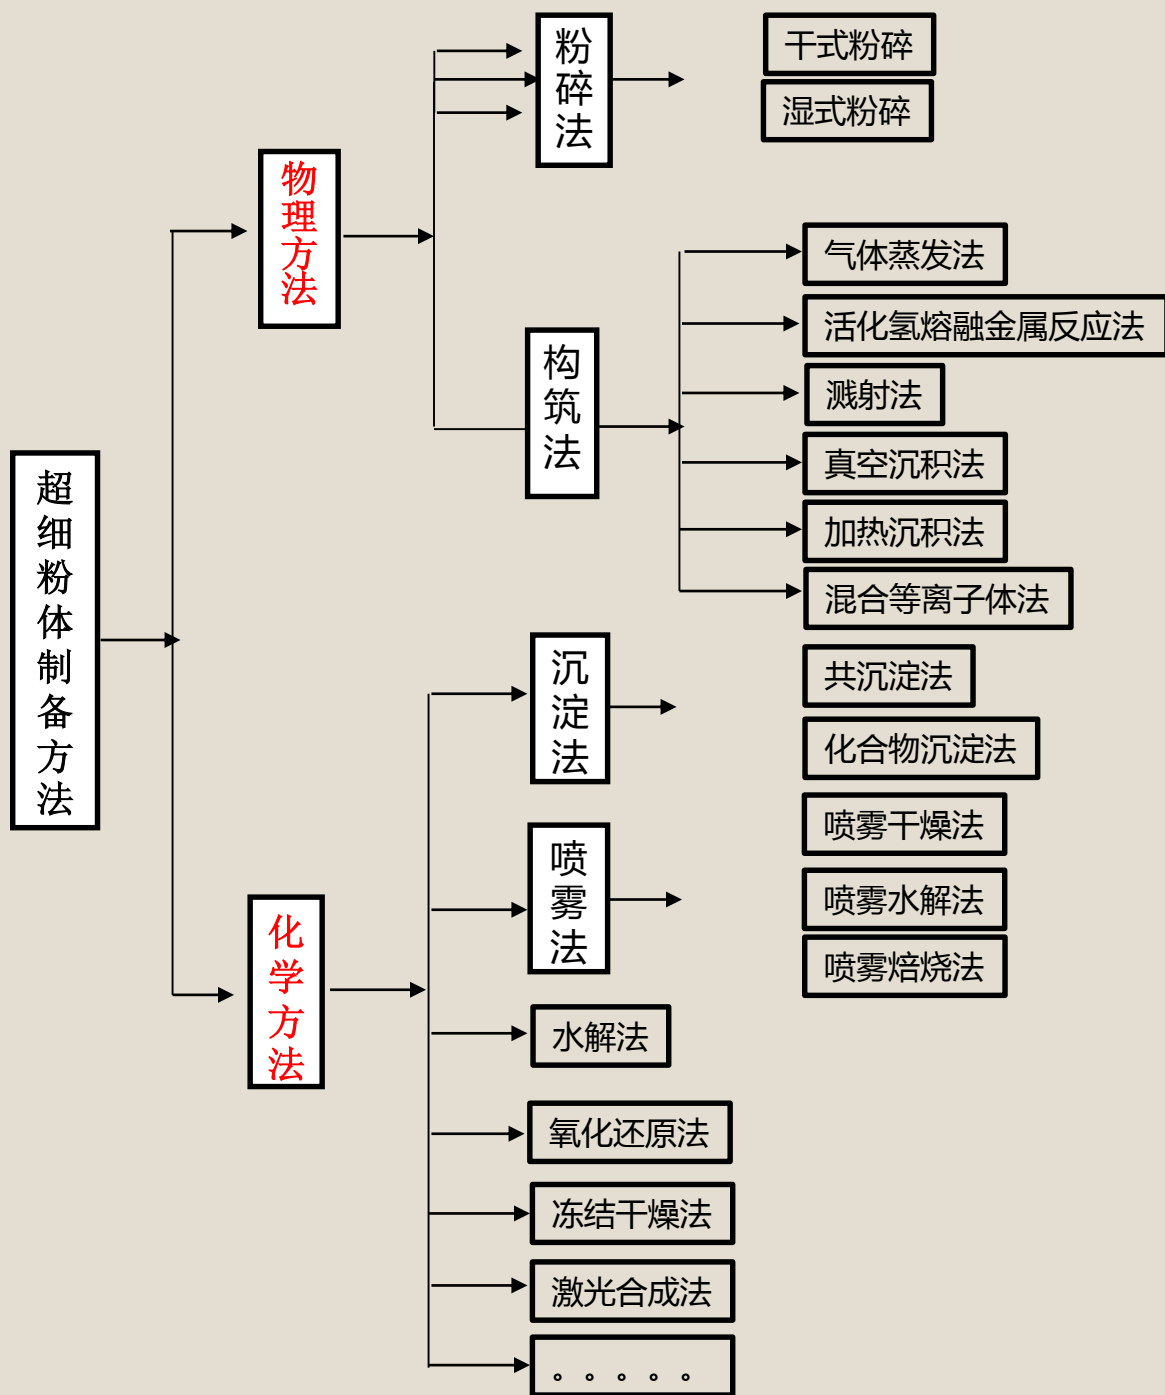 超细粉体制备方法
物理方法
粉碎法
干式粉碎
湿式粉碎
构筑法
气体蒸发法
活化氢熔融金属反应法
溅射法
真空沉积法
加热沉积法
混合等离子体法
化学方法
沉淀法
共沉淀法
化合物沉淀法
喷雾法
喷雾干燥法
喷雾水解法
喷雾焙烧法
水解法
氧化还原法
冻结干燥法
激光合成法
。。。。。